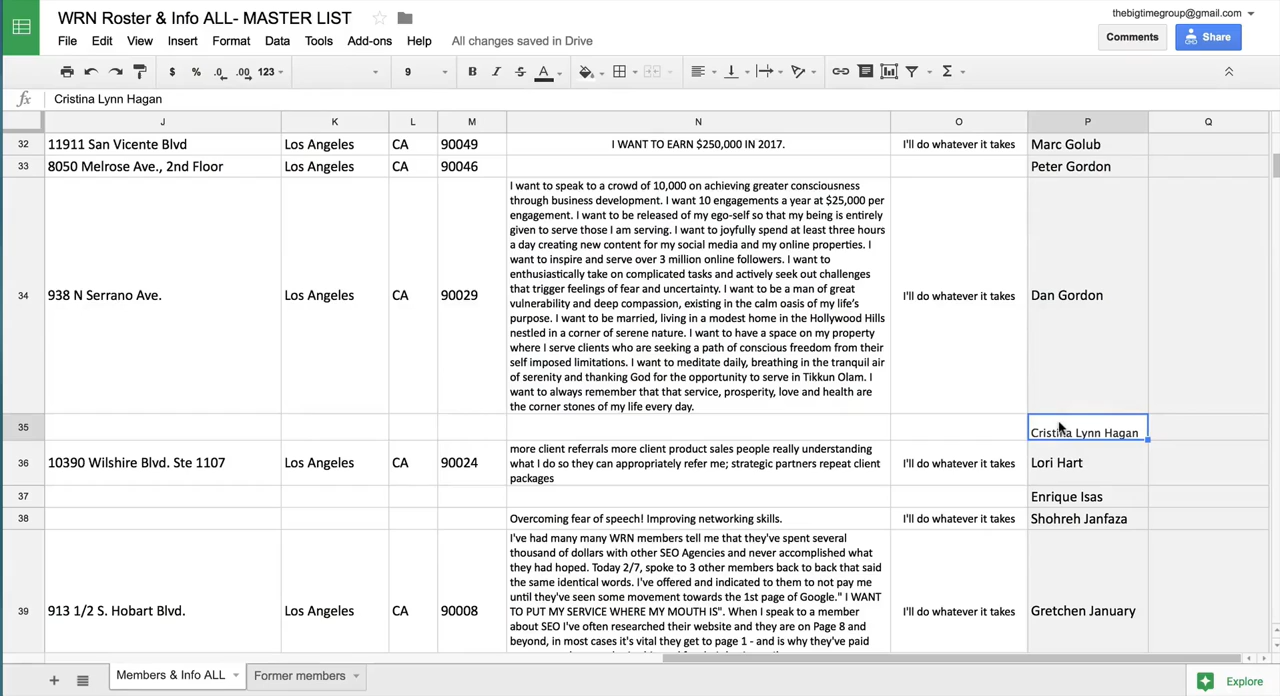 WRN Roster & Info ALL- MASTER LIST
thebigtimegroup@gmail.com
File Edit View Insert Format Data Tools Add-ons Help All changes saved in Drive
Comments Share
$ % .0 .00 123 9 B I S A Σ
fx Cristina Lynn Hagan
J K L M N O P Q
32 11911 San Vicente Blvd Los Angeles CA 90049 I WANT TO EARN $250,000 IN 2017. I'll do whatever it takes Marc Golub
33 8050 Melrose Ave., 2nd Floor Los Angeles CA 90046 Peter Gordon
I want to speak to a crowd of 10,000 on achieving greater consciousness
through business development. I want 10 engagements a year at $25,000 per
engagement. I want to be released of my ego-self so that my being is entirely
given to serve those I am serving. I want to joyfully spend at least three hours
a day creating new content for my social media and my online properties. I
want to inspire and serve over 3 million online followers. I want to
enthusiastically take on complicated tasks and actively seek out challenges
that trigger feelings of fear and uncertainty. I want to be a man of great
34 938 N Serrano Ave. Los Angeles CA 90029 vulnerability and deep compassion, existing in the calm oasis of my life's I'll do whatever it takes Dan Gordon
purpose. I want to be married, living in a modest home in the Hollywood Hills
nestled in a corner of serene nature. I want to have a space on my property
where I serve clients who are seeking a path of conscious freedom from their
self imposed limitations. I want to meditate daily, breathing in the tranquil air
of serenity and thanking God for the opportunity to serve in Tikkun Olam. I
want to always remember that that service, prosperity, love and health are
the corner stones of my life every day.
35 Cristina Lynn Hagan
more client referrals more client product sales people really understanding
36 10390 Wilshire Blvd. Ste 1107 Los Angeles CA 90024 what I do so they can appropriately refer me; strategic partners repeat client I'll do whatever it takes Lori Hart
packages
37 Enrique Isas
38 Overcoming fear of speech! Improving networking skills. I'll do whatever it takes Shohreh Janfaza
I've had many many WRN members tell me that they've spent several
thousand of dollars with other SEO Agencies and never accomplished what
they had hoped. Today 2/7, spoke to 3 other members back to back that said
the same identical words. I've offered and indicated to them to not pay me
until they've seen some movement towards the 1st page of Google." I WANT
39 913 1/2 S. Hobart Blvd. Los Angeles CA 90008 TO PUT MY SERVICE WHERE MY MOUTH IS". When I speak to a member I'll do whatever it takes Gretchen January
about SEO I've often researched their website and they are on Page 8 and
beyond, in most cases it's vital they get to page 1 - and is why they've paid
Members & Info ALL Former members Explore